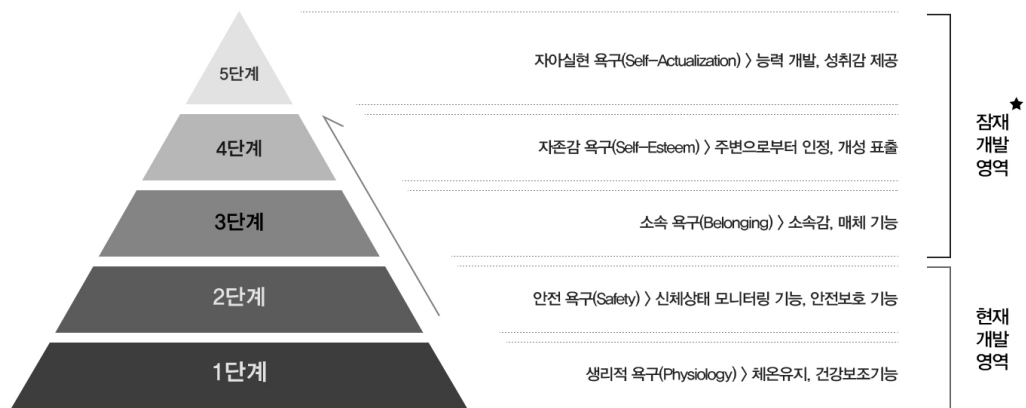 5단계
자아실현 욕구(Self-Actualization) > 능력 개발, 성취감 제공
4단계
자존감 욕구(Self-Esteem) > 주변으로부터 인정, 개성 표출
3단계
소속 욕구(Belonging) > 소속감, 매체 기능
잠재★
개발
영역
2단계
안전 욕구(Safety) > 신체상태 모니터링 기능, 안전보호 기능
1단계
생리적 욕구(Physiology) > 체온유지, 건강보조기능
현재
개발
영역